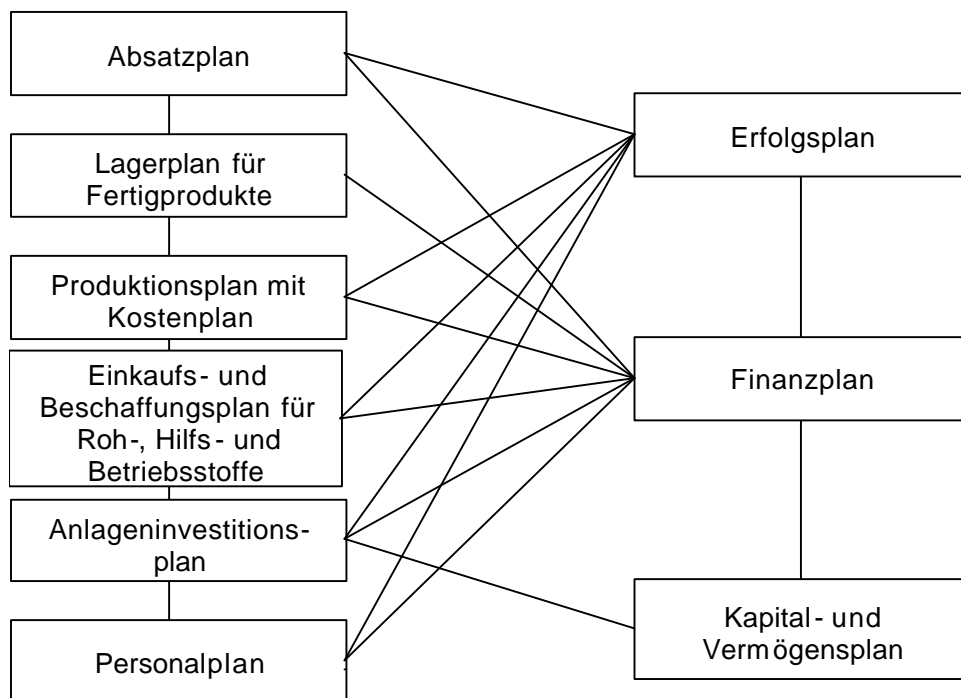 Absatzplan
Lagerplan für
Fertigprodukte
Produktionsplan mit
Kostenplan
Einkaufs- und
Beschaffungsplan für
Roh-, Hilfs- und
Betriebsstoffe
Anlageninvestitions-
plan
Personalplan
Erfolgsplan
Finanzplan
Kapital- und
Vermögensplan